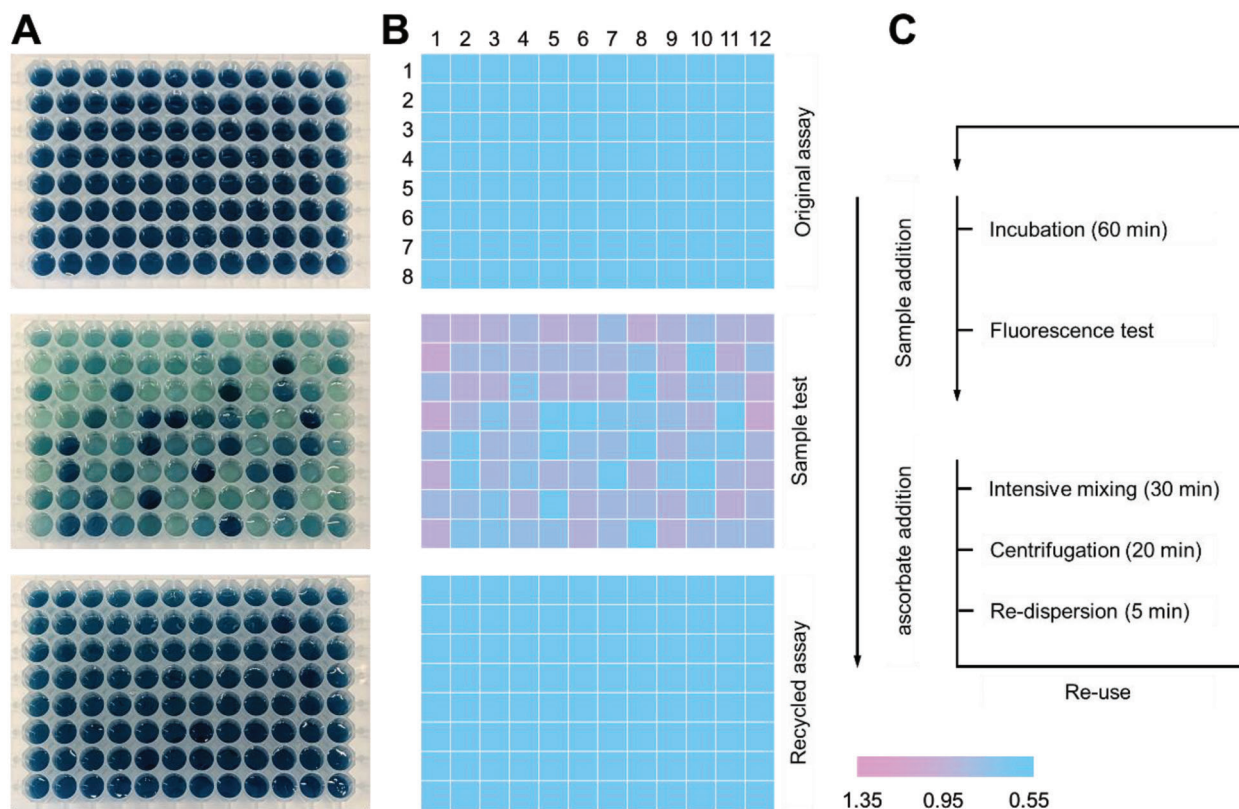 A
B
C
1 2 3 4 5 6 7 8 9 10 11 12
1
2
3
4
5
6
7
8
Original assay
Sample test
Recycled assay
Sample addition
Incubation (60 min)
Fluorescence test
ascorbate addition
Intensive mixing (30 min)
Centrifugation (20 min)
Re-dispersion (5 min)
Re-use
1.35 0.95 0.55